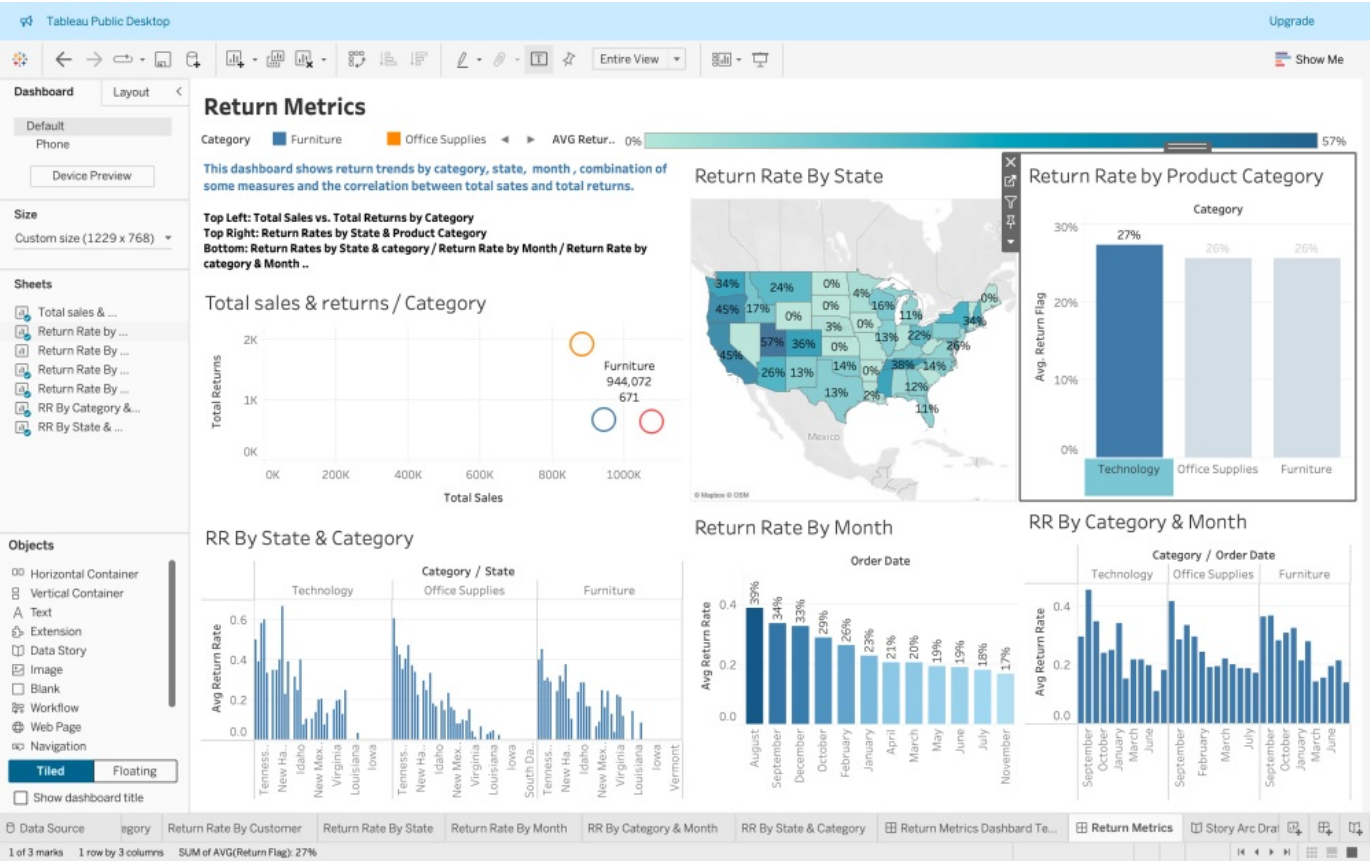 Tableau Public Desktop
Upgrade
Entire View
Show Me
Dashboard
Layout
Default
Phone
Device Preview
Size
Custom size (1229 x 768)
Sheets
Total sales & ...
Return Rate by ...
Return Rate By ...
Return Rate By ...
Return Rate By ...
RR By Category &...
RR By State & ...
Objects
Horizontal Container
Vertical Container
Text
Extension
Data Story
Image
Blank
Workflow
Web Page
Navigation
Tiled
Floating
Show dashboard title
Return Metrics
Category
Furniture
Office Supplies
AVG Retur..
0%
57%
This dashboard shows return trends by category, state, month , combination of
some measures and the correlation between total sates and total returns.
Top Left: Total Sales vs. Total Returns by Category
Top Right: Return Rates by State & Product Category
Bottom: Return Rates by State & category / Return Rate by Month / Return Rate by
category & Month ..
Total sales & returns / Category
Total Returns
2K
1K
0K
Furniture
944,072
671
0K 200K 400K 600K 800K 1000K
Total Sales
Return Rate By State
34%
24%
0%
4%
0%
45%
17%
0%
0%
16%
11%
34%
3%
0%
13%
22%
26%
57%
36%
0%
45%
26%
13%
14%
0%
38%
14%
13%
2%
12%
11%
Mexico
© Mapbox © OSM
Return Rate by Product Category
Category
Avg. Return Flag
30%
20%
10%
0%
27%
26%
26%
Technology Office Supplies Furniture
RR By State & Category
Category / State
Technology Office Supplies Furniture
Avg Return Rate
0.6
0.4
0.2
0.0
Tenness..
New Ha..
Idaho
New Mex..
Virginia
Louisiana
Iowa
Tenness..
New Ha..
Idaho
New Mex..
Virginia
Louisiana
Iowa
South Da..
Tenness..
New Ha..
Idaho
New Mex..
Virginia
Louisiana
Iowa
Vermont
Return Rate By Month
Order Date
Avg Return Rate
0.4
0.2
0.0
39%
34%
33%
29%
26%
23%
21%
20%
19%
19%
18%
17%
August
September
December
October
February
January
April
March
May
June
July
November
RR By Category & Month
Category / Order Date
Technology Office Supplies Furniture
Avg Return Rate
0.4
0.2
0.0
September
October
January
March
June
September
February
March
July
September
October
January
March
June
Data Source
egory
Return Rate By Customer
Return Rate By State
Return Rate By Month
RR By Category & Month
RR By State & Category
Return Metrics Dashbard Te...
Return Metrics
Story Arc Draf
1 of 3 marks 1 row by 3 columns SUM of AVG(Return Flag): 27%